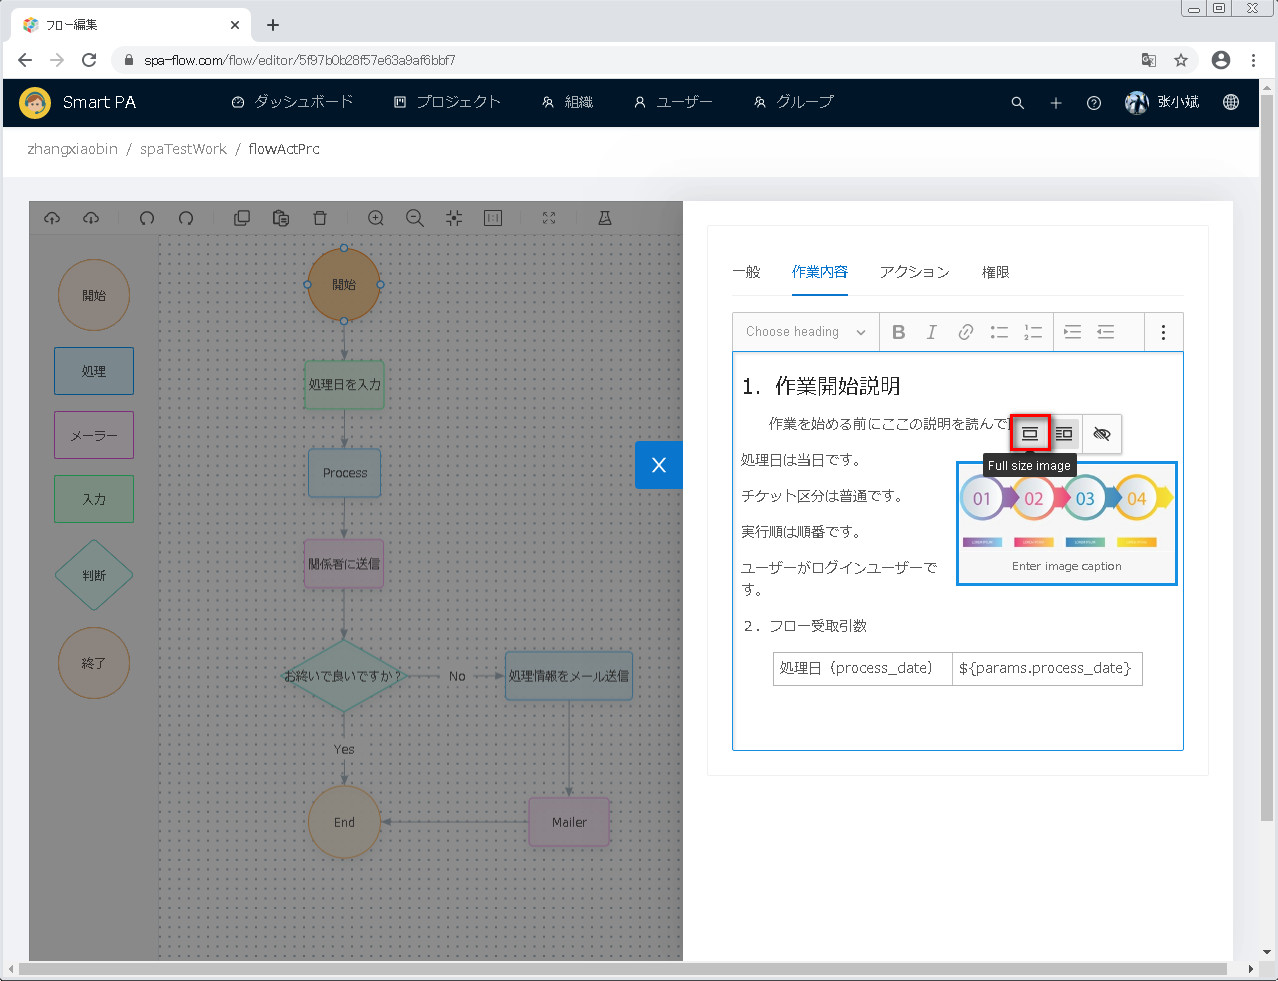 フロー編集
spa-flow.com/flow/editor/5f97b0b28f57e63a9af6bbf7
Smart PA
ダッシュボード
プロジェクト
組織
ユーザー
グループ
张小斌
zhangxiaobin / spaTestWork / flowActPrc
開始
処理
メーラー
入力
判断
終了
開始
処理日を入力
Process
関係者に送信
お終いで良いですか?
No
処理情報をメール送信
Yes
End
Mailer
X
一般
作業内容
アクション
権限
Choose heading
B
I
1. 作業開始説明
作業を始める前にここの説明を読んで
Full size image
処理日は当日です。
チケット区分は普通です。
実行順は順番です。
ユーザーがログインユーザーで
す。
01
02
03
04
Enter image caption
2. フロー受取引数
処理日（process_date）
${params.process_date}